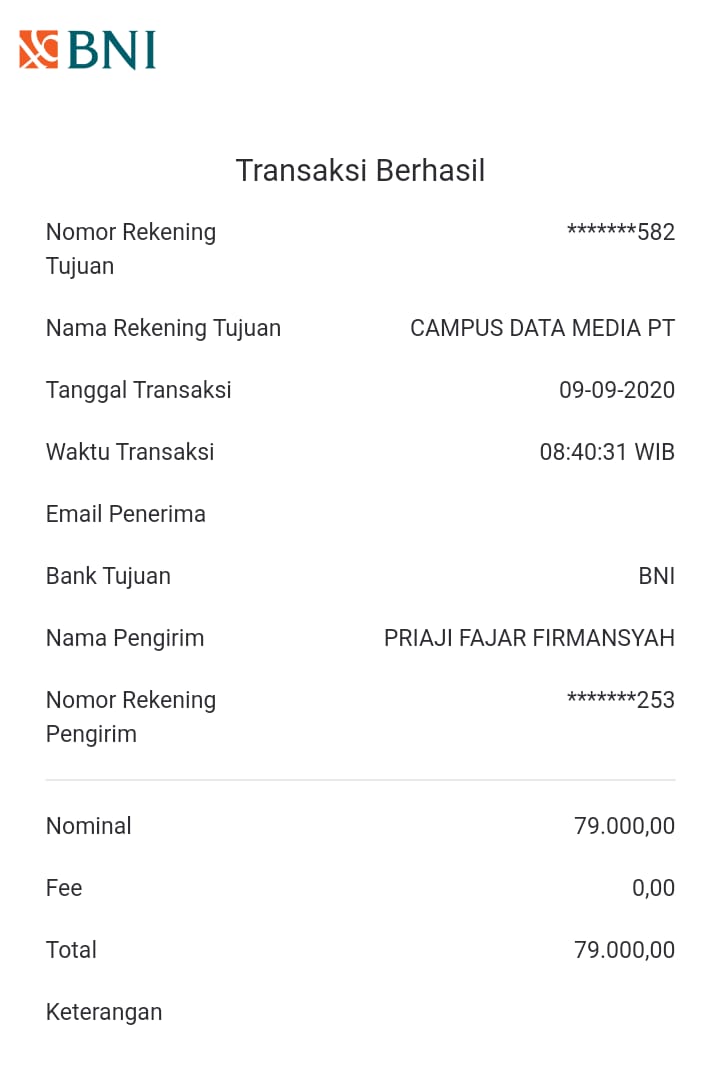 BNI
Transaksi Berhasil
Nomor Rekening Tujuan *******582
Nama Rekening Tujuan CAMPUS DATA MEDIA PT
Tanggal Transaksi 09-09-2020
Waktu Transaksi 08:40:31 WIB
Email Penerima
Bank Tujuan BNI
Nama Pengirim PRIAJI FAJAR FIRMANSYAH
Nomor Rekening Pengirim *******253
Nominal 79.000,00
Fee 0,00
Total 79.000,00
Keterangan